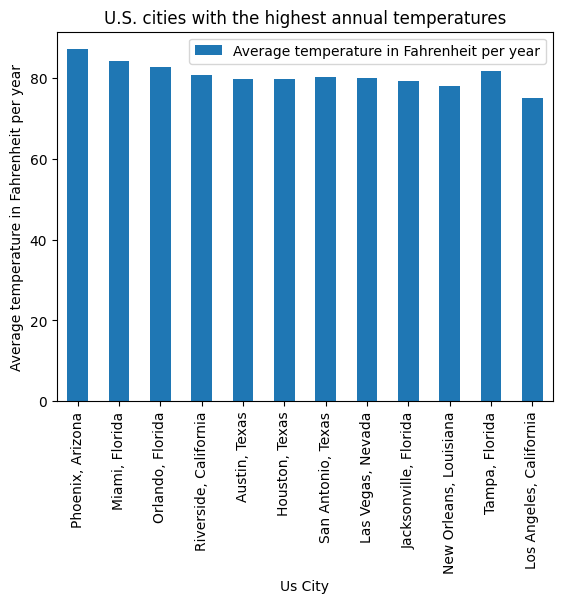 U.S. cities with the highest annual temperatures
Average temperature in Fahrenheit per year
Average temperature in Fahrenheit per year
80
60
40
20
0
Phoenix, Arizona
Miami, Florida
Orlando, Florida
Riverside, California
Austin, Texas
Houston, Texas
San Antonio, Texas
Las Vegas, Nevada
Jacksonville, Florida
New Orleans, Louisiana
Tampa, Florida
Los Angeles, California
Us City